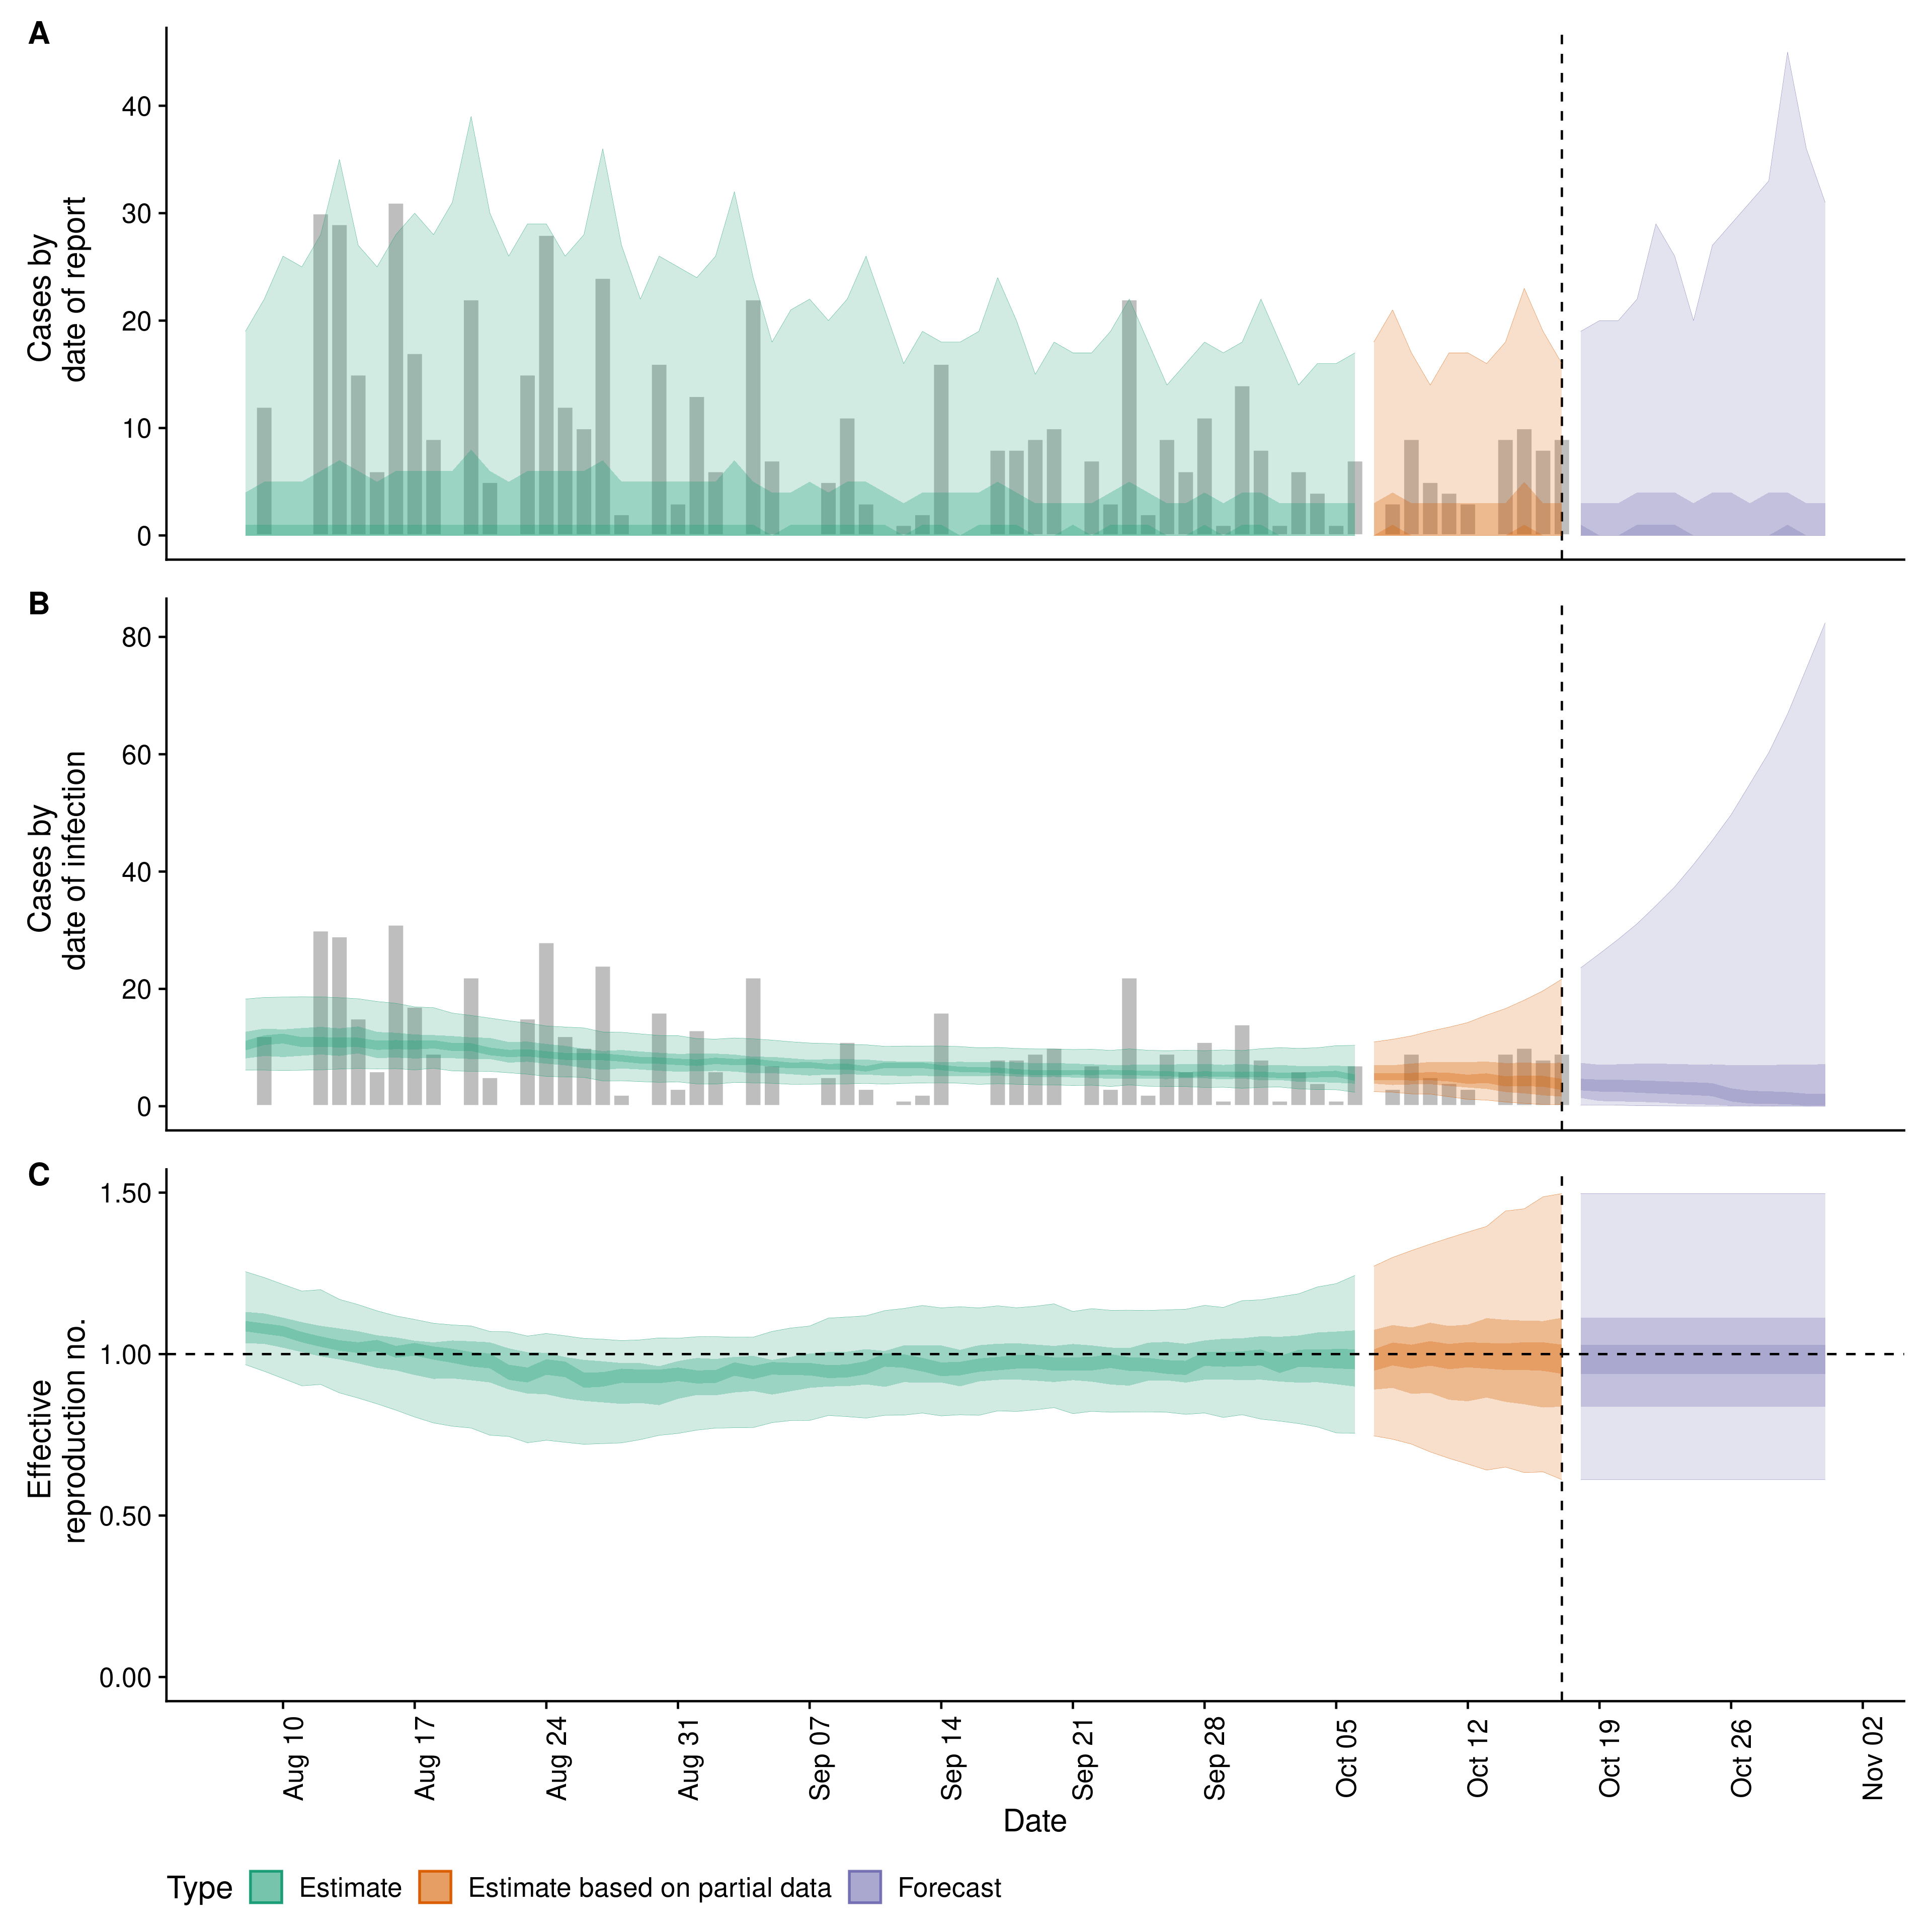 A
Cases by
date of report
40
30
20
10
0
B
Cases by
date of infection
80
60
40
20
0
C
Effective
reproduction no.
1.50
1.00
0.50
0.00
Aug 10
Aug 17
Aug 24
Aug 31
Sep 07
Sep 14
Sep 21
Sep 28
Oct 05
Oct 12
Oct 19
Oct 26
Nov 02
Date
Type Estimate Estimate based on partial data Forecast